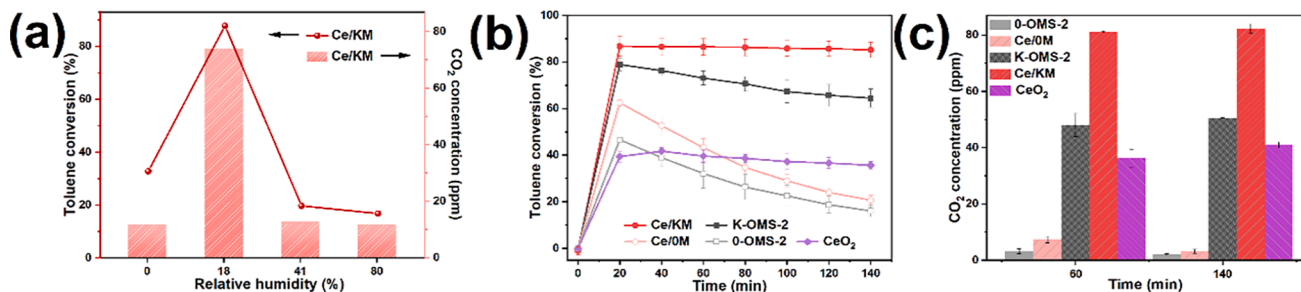 (a)
Toluene conversion (%)
80
60
40
20
0
Ce/KM
Ce/KM
80
60
40
20
0
CO2 concentration (ppm)
0 18 41 80
Relative humidity (%)
(b)
Toluene conversion (%)
100
80
60
40
20
0
Ce/KM K-OMS-2
Ce/0M 0-OMS-2 CeO2
0 20 40 60 80 100 120 140
Time (min)
(c)
CO2 concentration (ppm)
80
60
40
20
0
0-OMS-2
Ce/0M
K-OMS-2
Ce/KM
CeO2
60 140
Time (min)